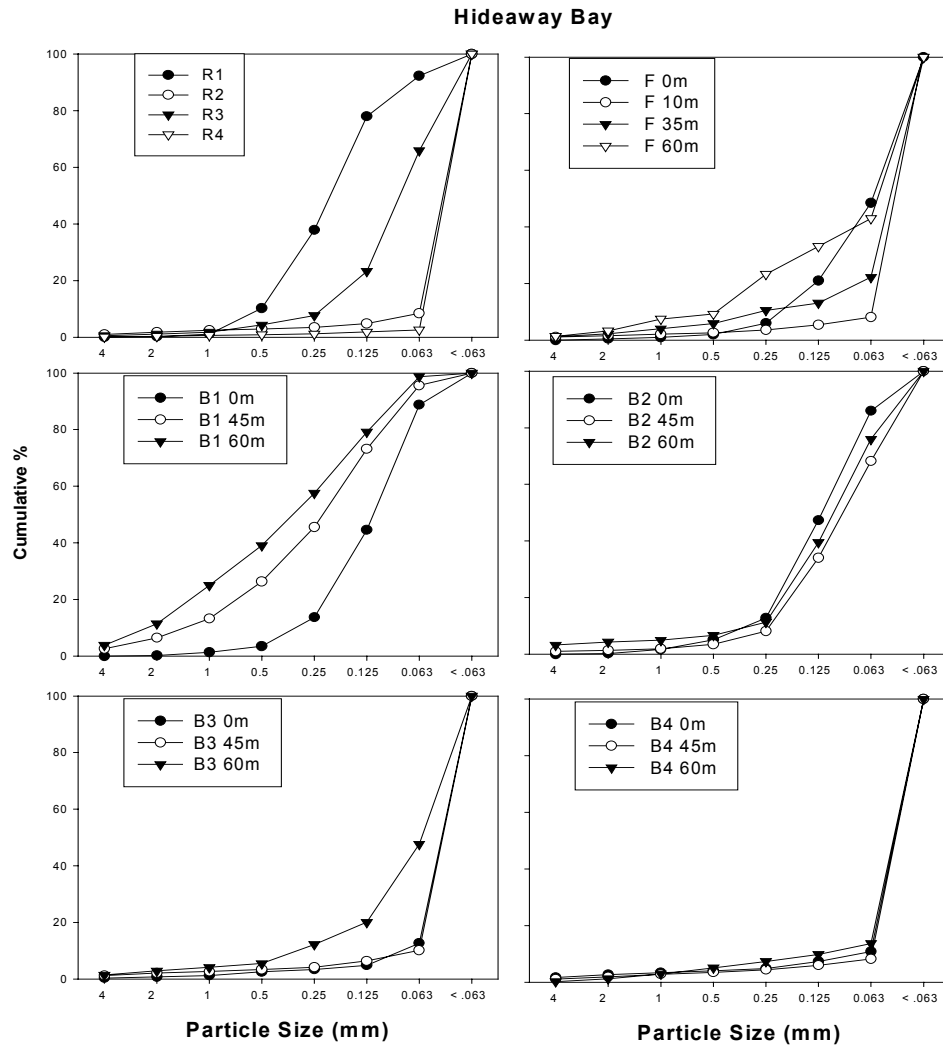 Hideaway Bay
R1
R2
R3
R4
100
80
60
40
20
0
4 2 1 0.5 0.25 0.125 0.063 < .063
F 0m
F 10m
F 35m
F 60m
4 2 1 0.5 0.25 0.125 0.063 < .063
Cumulative %
B1 0m
B1 45m
B1 60m
100
80
60
40
20
0
4 2 1 0.5 0.25 0.125 0.063 < .063
B2 0m
B2 45m
B2 60m
4 2 1 0.5 0.25 0.125 0.063 < .063
B3 0m
B3 45m
B3 60m
100
80
60
40
20
0
4 2 1 0.5 0.25 0.125 0.063 < .063
Particle Size (mm)
B4 0m
B4 45m
B4 60m
4 2 1 0.5 0.25 0.125 0.063 < .063
Particle Size (mm)